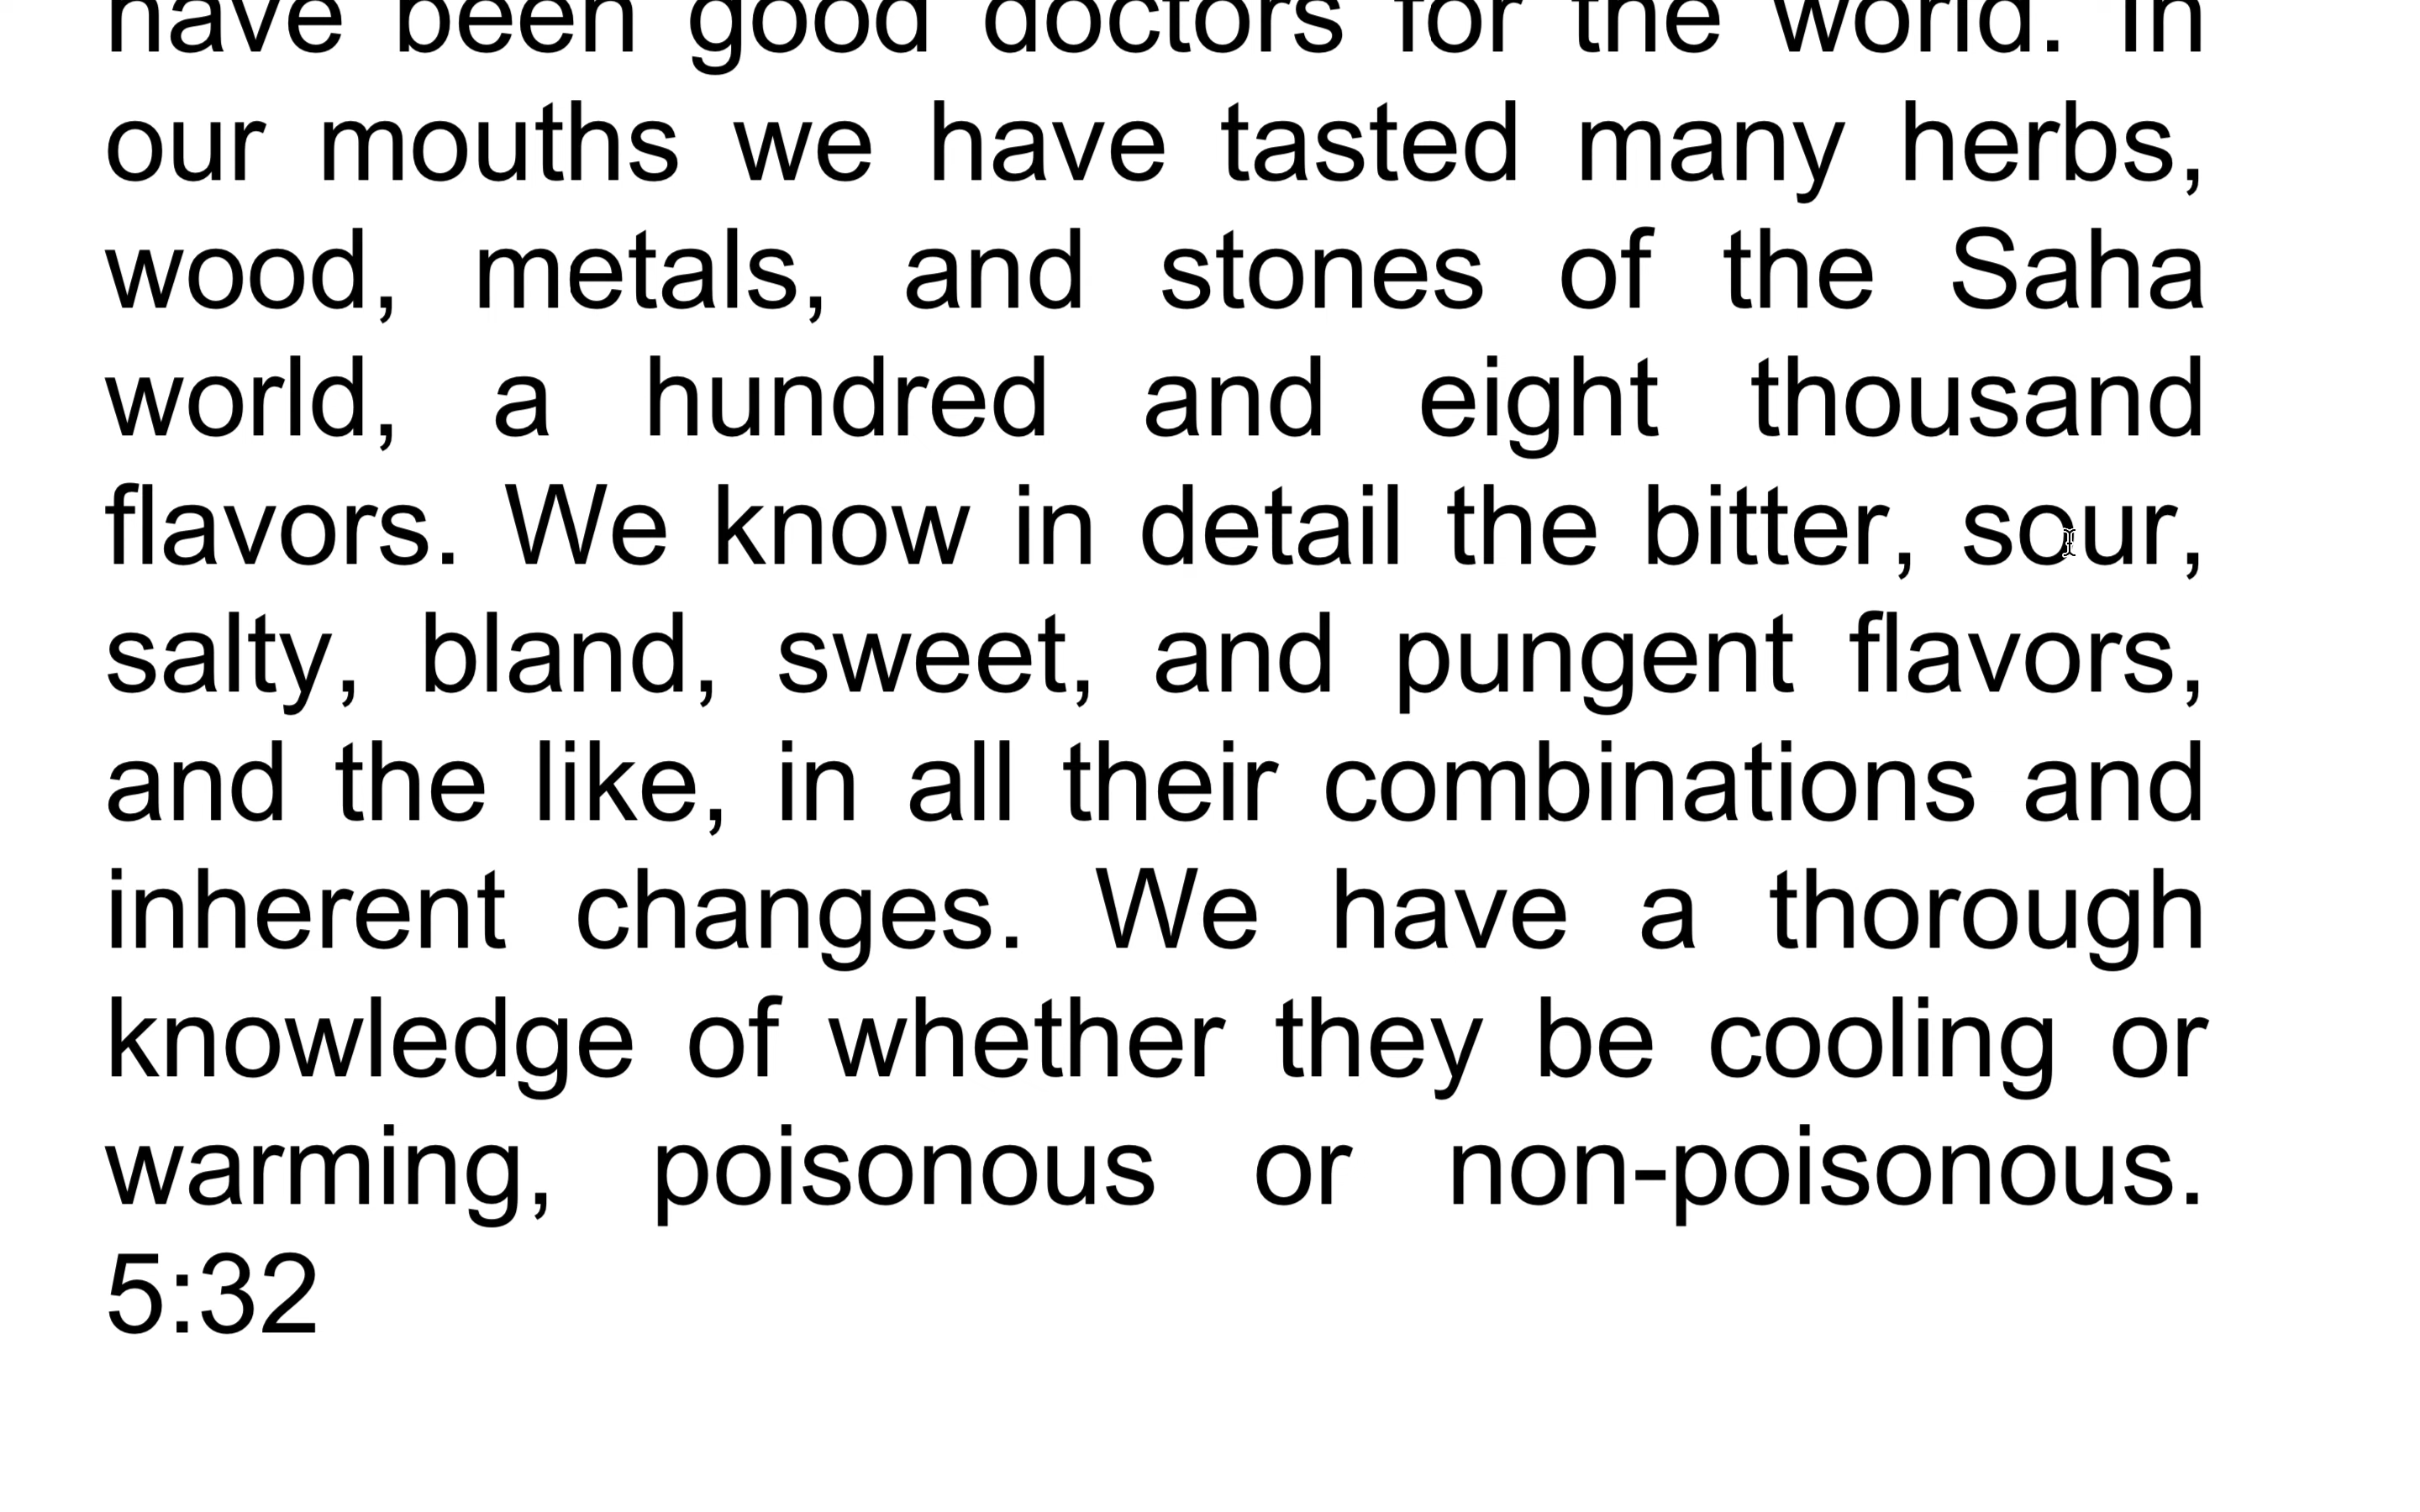 have been good doctors for the world. In
our mouths we have tasted many herbs,
wood, metals, and stones of the Saha
world, a hundred and eight thousand
flavors. We know in detail the bitter, sour,
salty, bland, sweet, and pungent flavors,
and the like, in all their combinations and
inherent changes. We have a thorough
knowledge of whether they be cooling or
warming, poisonous or non-poisonous.
5:32